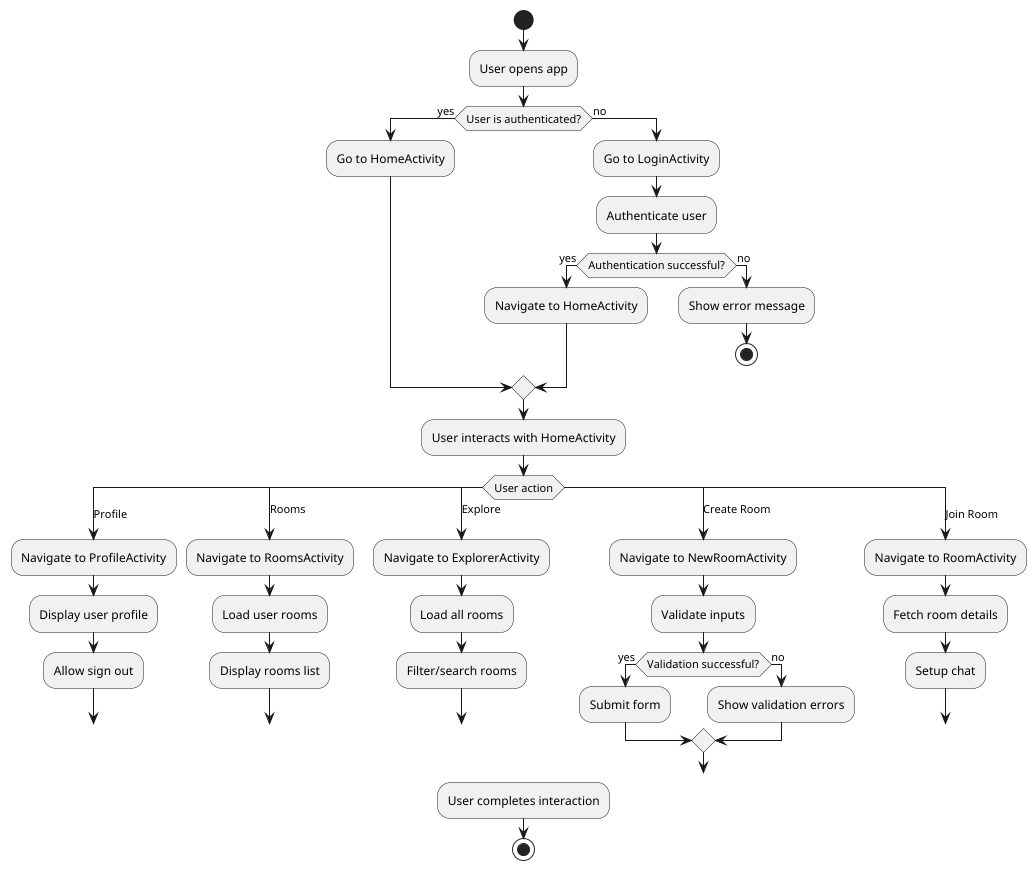 User opens app
yes
User is authenticated?
no
Go to HomeActivity
Go to LoginActivity
Authenticate user
yes
Authentication successful?
no
Navigate to HomeActivity
Show error message
User interacts with HomeActivity
User action
Profile
Rooms
Explore
Create Room
Join Room
Navigate to ProfileActivity
Navigate to RoomsActivity
Navigate to ExplorerActivity
Navigate to NewRoomActivity
Navigate to RoomActivity
Display user profile
Load user rooms
Load all rooms
Validate inputs
Fetch room details
Allow sign out
Display rooms list
Filter/search rooms
yes
Validation successful?
no
Setup chat
Submit form
Show validation errors
User completes interaction